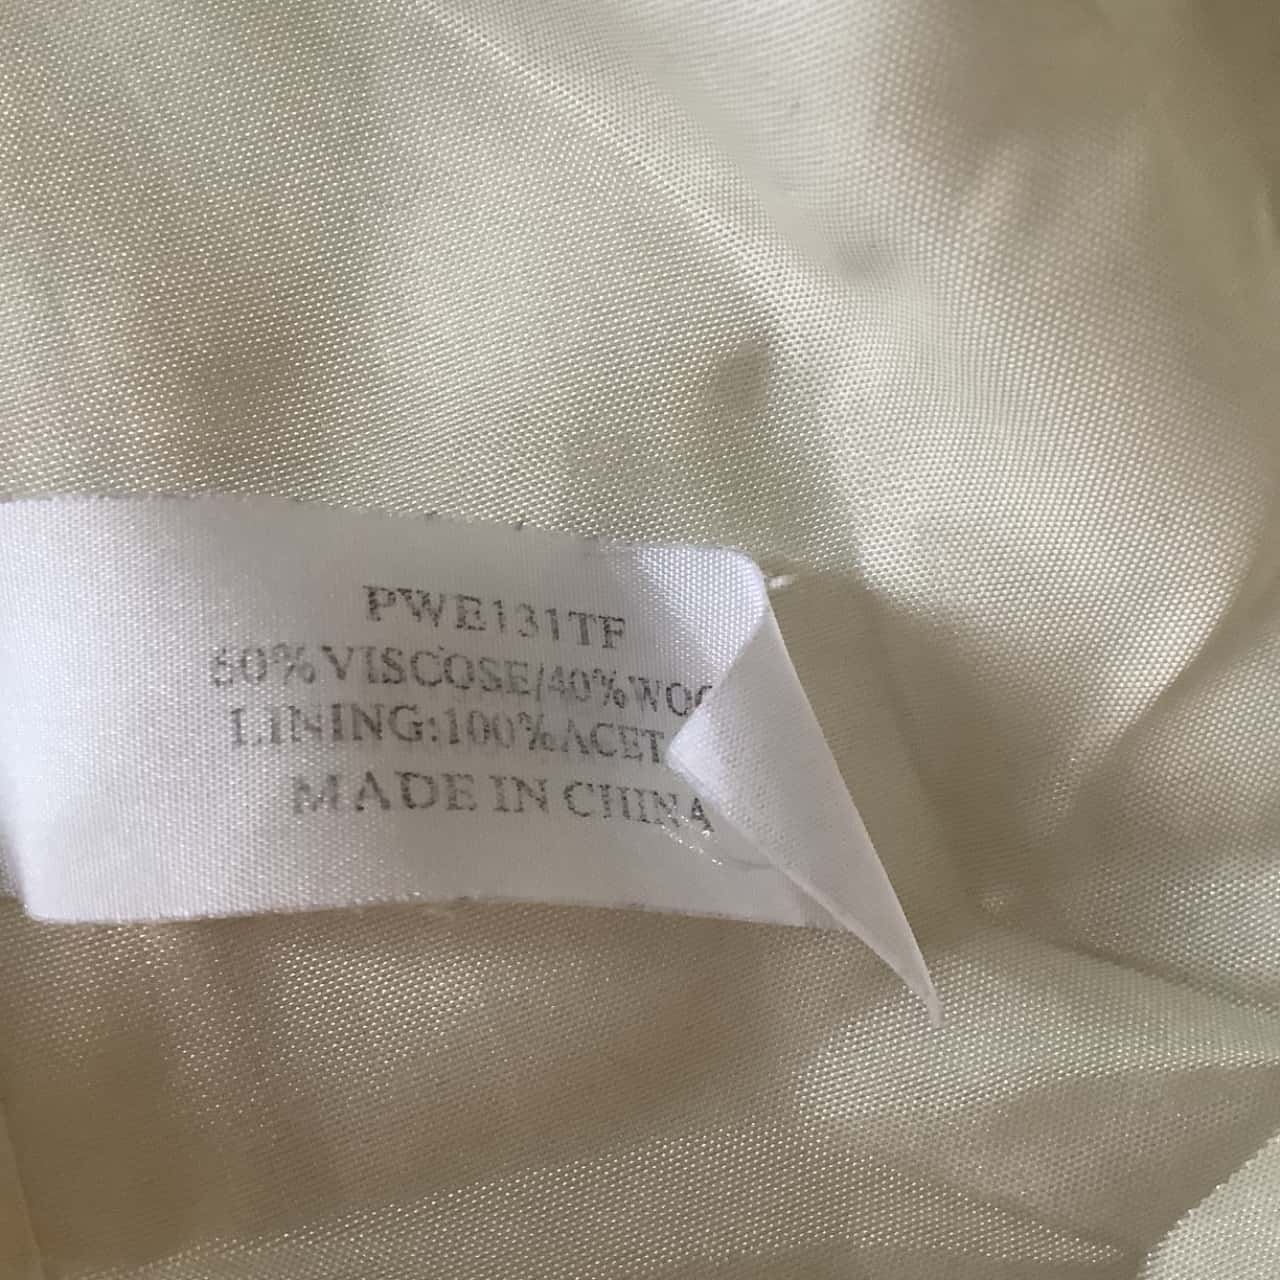 PWE131TF
60%VISCOSE/40%WOO
LINING:100%ACET
MADE IN CHINA